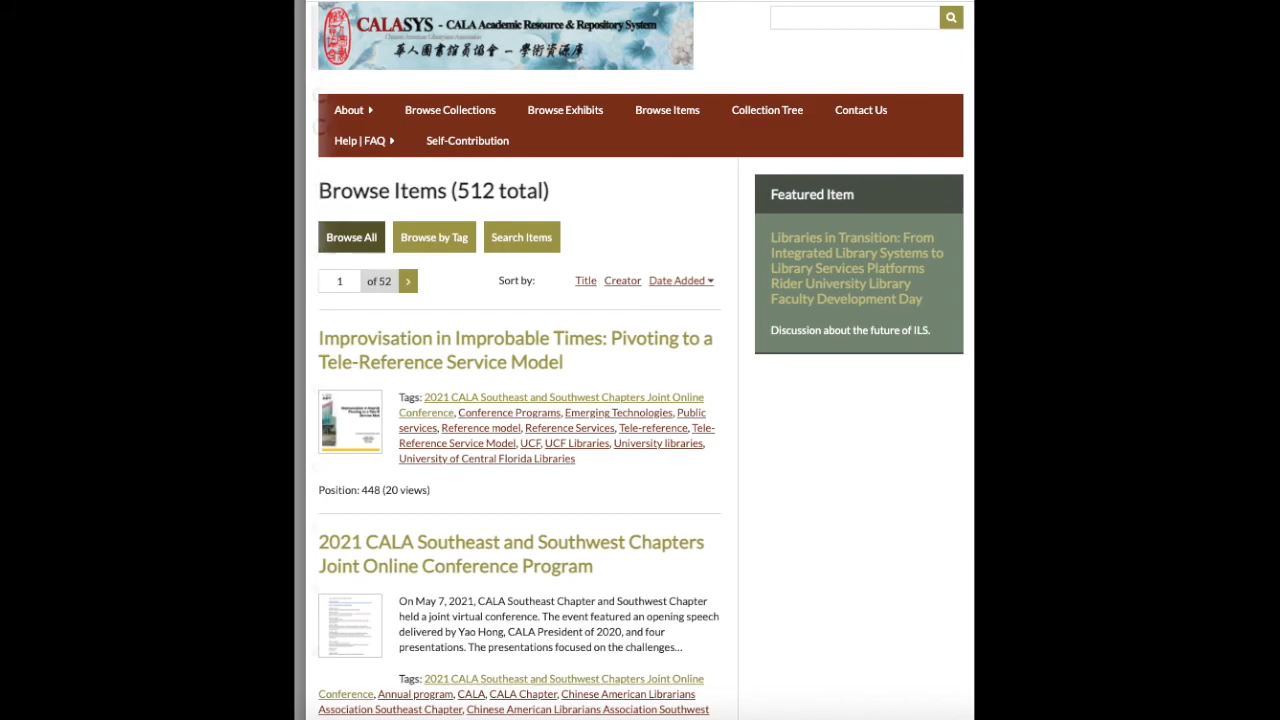 CALASYS - CALA Academic Resource & Repository System
Chinese American Librarians Association
華人圖書館員協會 — 學術資源庫
About
Browse Collections
Browse Exhibits
Browse Items
Collection Tree
Contact Us
Help | FAQ
Self-Contribution
Browse Items (512 total)
Browse All
Browse by Tag
Search Items
1 of 52
Sort by: Title Creator Date Added
Improvisation in Improbable Times: Pivoting to a
Tele-Reference Service Model
Tags: 2021 CALA Southeast and Southwest Chapters Joint Online
Conference, Conference Programs, Emerging Technologies, Public
services, Reference model, Reference Services, Tele-reference, Tele-
Reference Service Model, UCF, UCF Libraries, University libraries,
University of Central Florida Libraries
Position: 448 (20 views)
2021 CALA Southeast and Southwest Chapters
Joint Online Conference Program
On May 7, 2021, CALA Southeast Chapter and Southwest Chapter
held a joint virtual conference. The event featured an opening speech
delivered by Yao Hong, CALA President of 2020, and four
presentations. The presentations focused on the challenges...
Tags: 2021 CALA Southeast and Southwest Chapters Joint Online
Conference, Annual program, CALA, CALA Chapter, Chinese American Librarians
Association Southeast Chapter, Chinese American Librarians Association Southwest
Featured Item
Libraries in Transition: From
Integrated Library Systems to
Library Services Platforms
Rider University Library
Faculty Development Day
Discussion about the future of ILS.